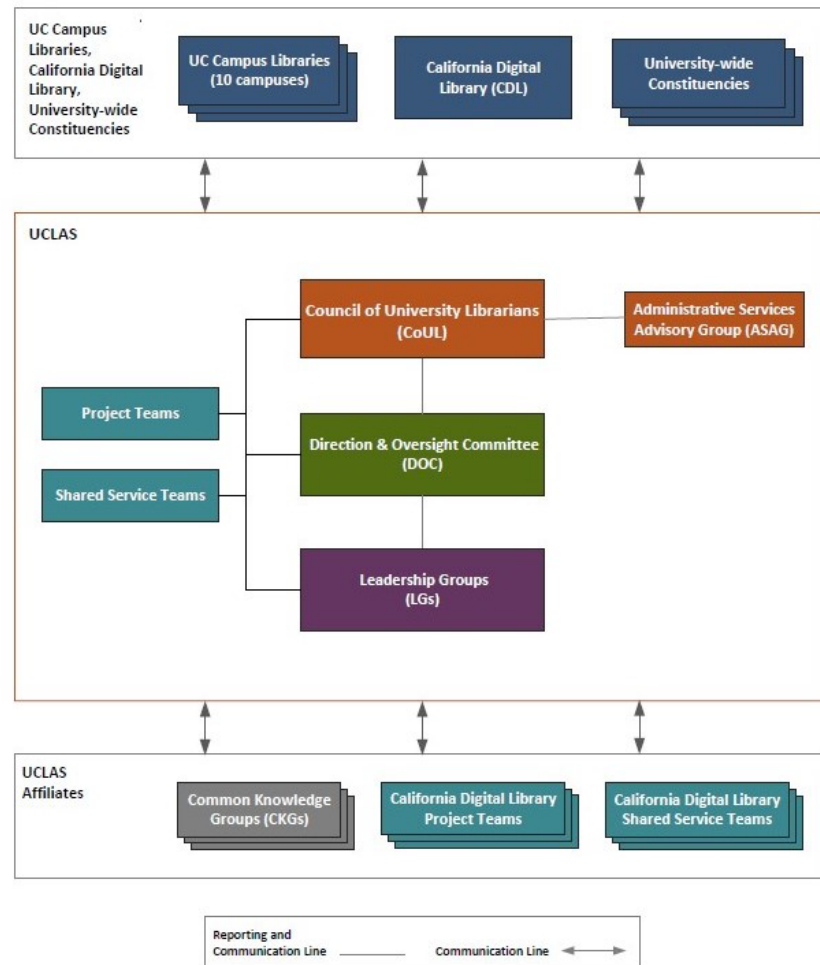 UC Campus
Libraries,
California Digital
Library,
University-wide
Constituencies
UC Campus Libraries
(10 campuses)
California Digital
Library (CDL)
University-wide
Constituencies
UCLAS
Council of University Librarians
(CoUL)
Administrative Services
Advisory Group (ASAG)
Project Teams
Direction & Oversight Committee
(DOC)
Shared Service Teams
Leadership Groups
(LGs)
UCLAS
Affiliates
Common Knowledge
Groups (CKGs)
California Digital Library
Project Teams
California Digital Library
Shared Service Teams
Reporting and
Communication Line
Communication Line